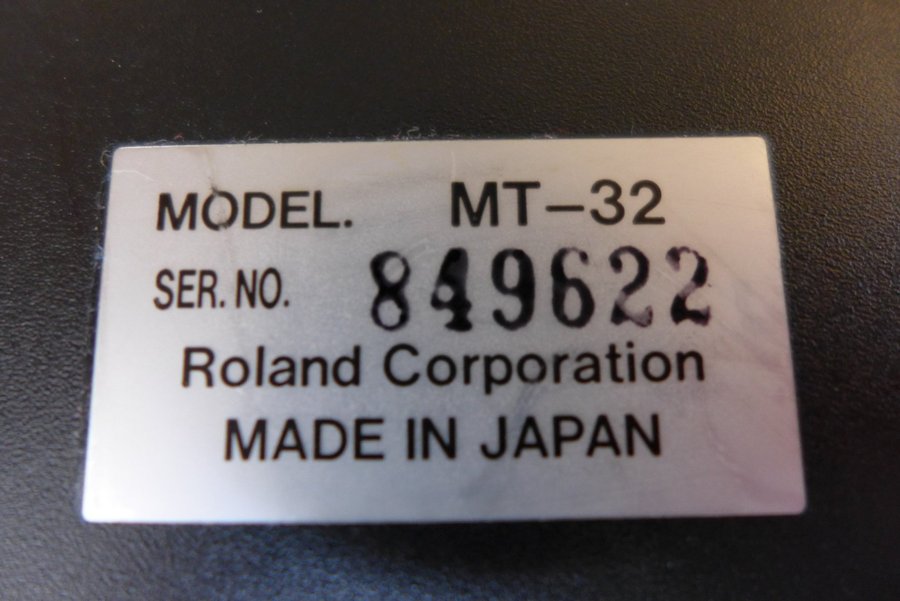 MODEL. MT-32
SER. NO. 849622
Roland Corporation
MADE IN JAPAN